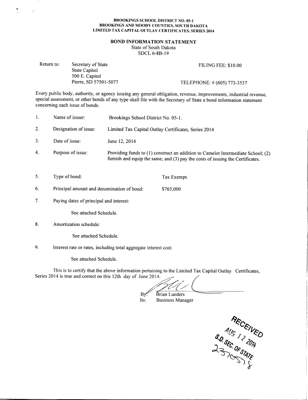 BROOKINGS SCHOOL DISTRICT NO. 05-1
BROOKINGS AND MOODY COUNTIES, SOUTH DAKOTA
LIMITED TAX CAPITAL OUTLAY CERTIFICATES, SERIES 2014
BOND INFORMATION STATEMENT
State of South Dakota
SDCL 6-8B-19
Return to: Secretary of State FILING FEE: $10.00
State Capitol
500 E. Capitol
Pierre, SD 57501-5077 TELEPHONE: # (605) 773-3537
Every public body, authority, or agency issuing any general obligation, revenue, improvements, industrial revenue,
special assessment, or other bonds of any type shall file with the Secretary of State a bond information statement
concerning each issue of bonds.
1. Name of issuer: Brookings School District No. 05-1.
2. Designation of issue: Limited Tax Capital Outlay Certificates, Series 2014
3. Date of issue: June 12, 2014
4. Purpose of issue: Providing funds to (1) construct an addition to Camelot Intermediate School; (2)
furnish and equip the same; and (3) pay the costs of issuing the Certificates.
5. Type of bond: Tax Exempt.
6. Principal amount and denomination of bond: $765,000
7. Paying dates of principal and interest:
See attached Schedule.
8. Amortization schedule:
See attached Schedule.
9. Interest rate or rates, including total aggregate interest cost:
See attached Schedule.
This is to certify that the above information pertaining to the Limited Tax Capital Outlay Certificates,
Series 2014 is true and correct on this 12th day of June 2014.
By: Brian Landers
Its: Business Manager
RECEIVED
AUG 12 2014
S.D. SEC. OF STATE